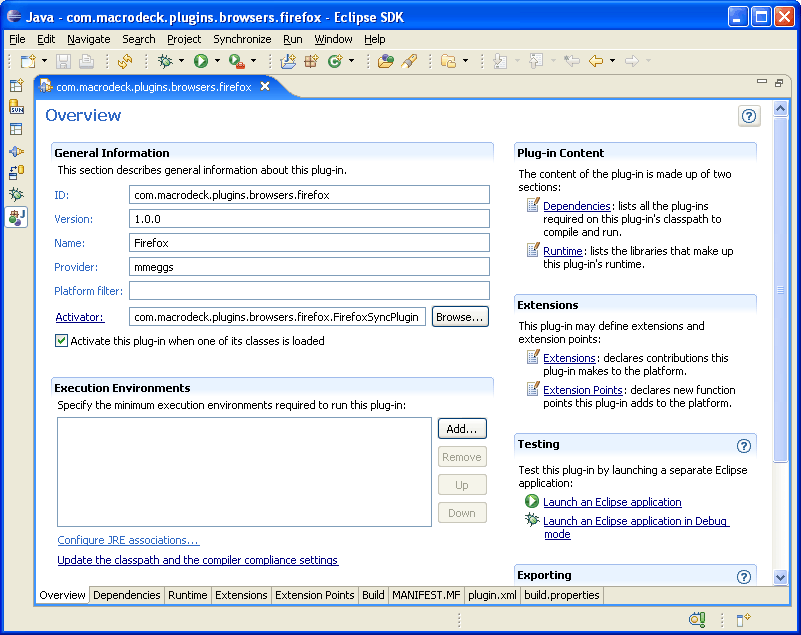 Java - com.macrodeck.plugins.browsers.firefox - Eclipse SDK
File Edit Navigate Search Project Synchronize Run Window Help
com.macrodeck.plugins.browsers.firefox
Overview
General Information
This section describes general information about this plug-in.
ID: com.macrodeck.plugins.browsers.firefox
Version: 1.0.0
Name: Firefox
Provider: mmeggs
Platform filter:
Activator: com.macrodeck.plugins.browsers.firefox.FirefoxSyncPlugin Browse...
Activate this plug-in when one of its classes is loaded
Execution Environments
Specify the minimum execution environments required to run this plug-in:
Add...
Remove
Up
Down
Configure JRE associations...
Update the classpath and the compiler compliance settings
Plug-in Content
The content of the plug-in is made up of two
sections:
Dependencies: lists all the plug-ins
required on this plug-in's classpath to
compile and run.
Runtime: lists the libraries that make up
this plug-in's runtime.
Extensions
This plug-in may define extensions and
extension points:
Extensions: declares contributions this
plug-in makes to the platform.
Extension Points: declares new function
points this plug-in adds to the platform.
Testing
Test this plug-in by launching a separate Eclipse
application:
Launch an Eclipse application
Launch an Eclipse application in Debug
mode
Exporting
Overview Dependencies Runtime Extensions Extension Points Build MANIFEST.MF plugin.xml build.properties